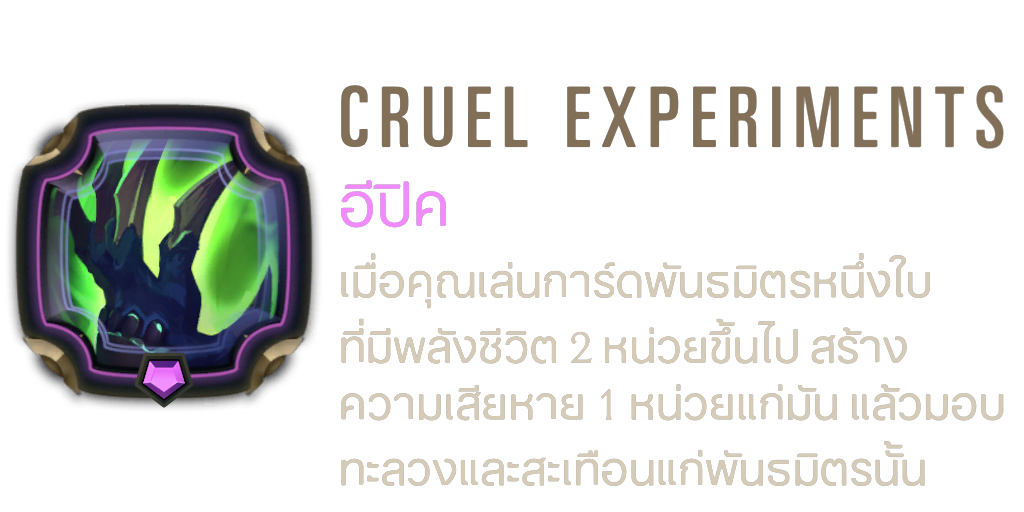 CRUEL EXPERIMENTS
อีปิค
เมื่อคุณเล่นการ์ดพันธมิตรหนึ่งใบ
ที่มีพลังชีวิต 2 หน่วยขึ้นไป สร้าง
ความเสียหาย 1 หน่วยแก่มัน แล้วมอบ
ทะลวงและสะเทือนแก่พันธมิตรนั้น